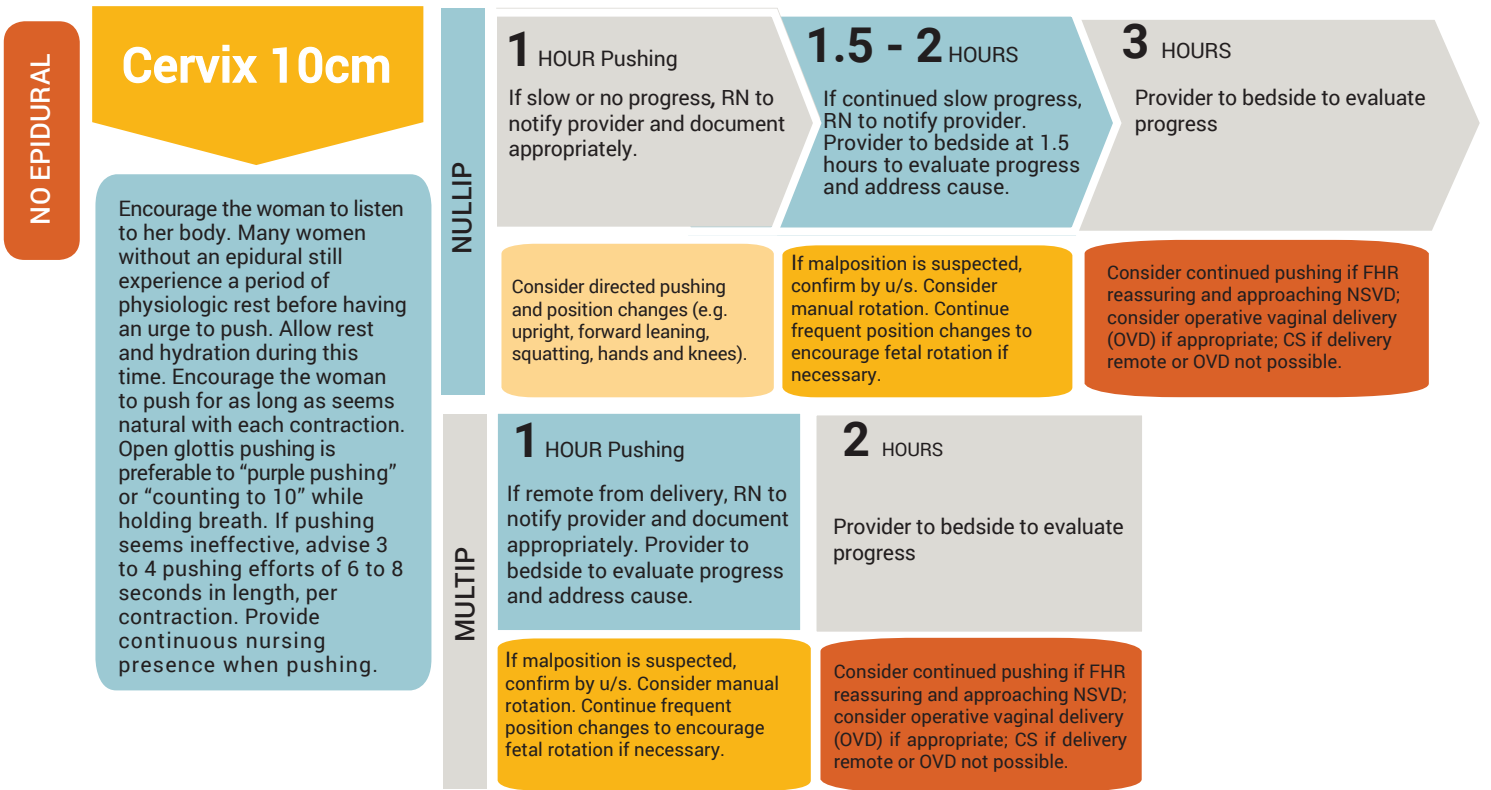 NO EPIDURAL
Cervix 10cm
Encourage the woman to listen
to her body. Many women
without an epidural still
experience a period of
physiologic rest before having
an urge to push. Allow rest
and hydration during this
time. Encourage the woman
to push for as long as seems
natural with each contraction.
Open glottis pushing is
preferable to “purple pushing”
or “counting to 10” while
holding breath. If pushing
seems ineffective, advise 3
to 4 pushing efforts of 6 to 8
seconds in length, per
contraction. Provide
continuous nursing
presence when pushing.
NULLIP
1 HOUR Pushing
If slow or no progress, RN to
notify provider and document
appropriately.
1.5 - 2 HOURS
If continued slow progress,
RN to notify provider.
Provider to bedside at 1.5
hours to evaluate progress
and address cause.
3 HOURS
Provider to bedside to evaluate
progress
Consider directed pushing
and position changes (e.g.
upright, forward leaning,
squatting, hands and knees).
If malposition is suspected,
confirm by u/s. Consider
manual rotation. Continue
frequent position changes to
encourage fetal rotation if
necessary.
Consider continued pushing if FHR
reassuring and approaching NSVD;
consider operative vaginal delivery
(OVD) if appropriate; CS if delivery
remote or OVD not possible.
MULTIP
1 HOUR Pushing
If remote from delivery, RN to
notify provider and document
appropriately. Provider to
bedside to evaluate progress
and address cause.
2 HOURS
Provider to bedside to evaluate
progress
If malposition is suspected,
confirm by u/s. Consider manual
rotation. Continue frequent
position changes to encourage
fetal rotation if necessary.
Consider continued pushing if FHR
reassuring and approaching NSVD;
consider operative vaginal delivery
(OVD) if appropriate; CS if delivery
remote or OVD not possible.